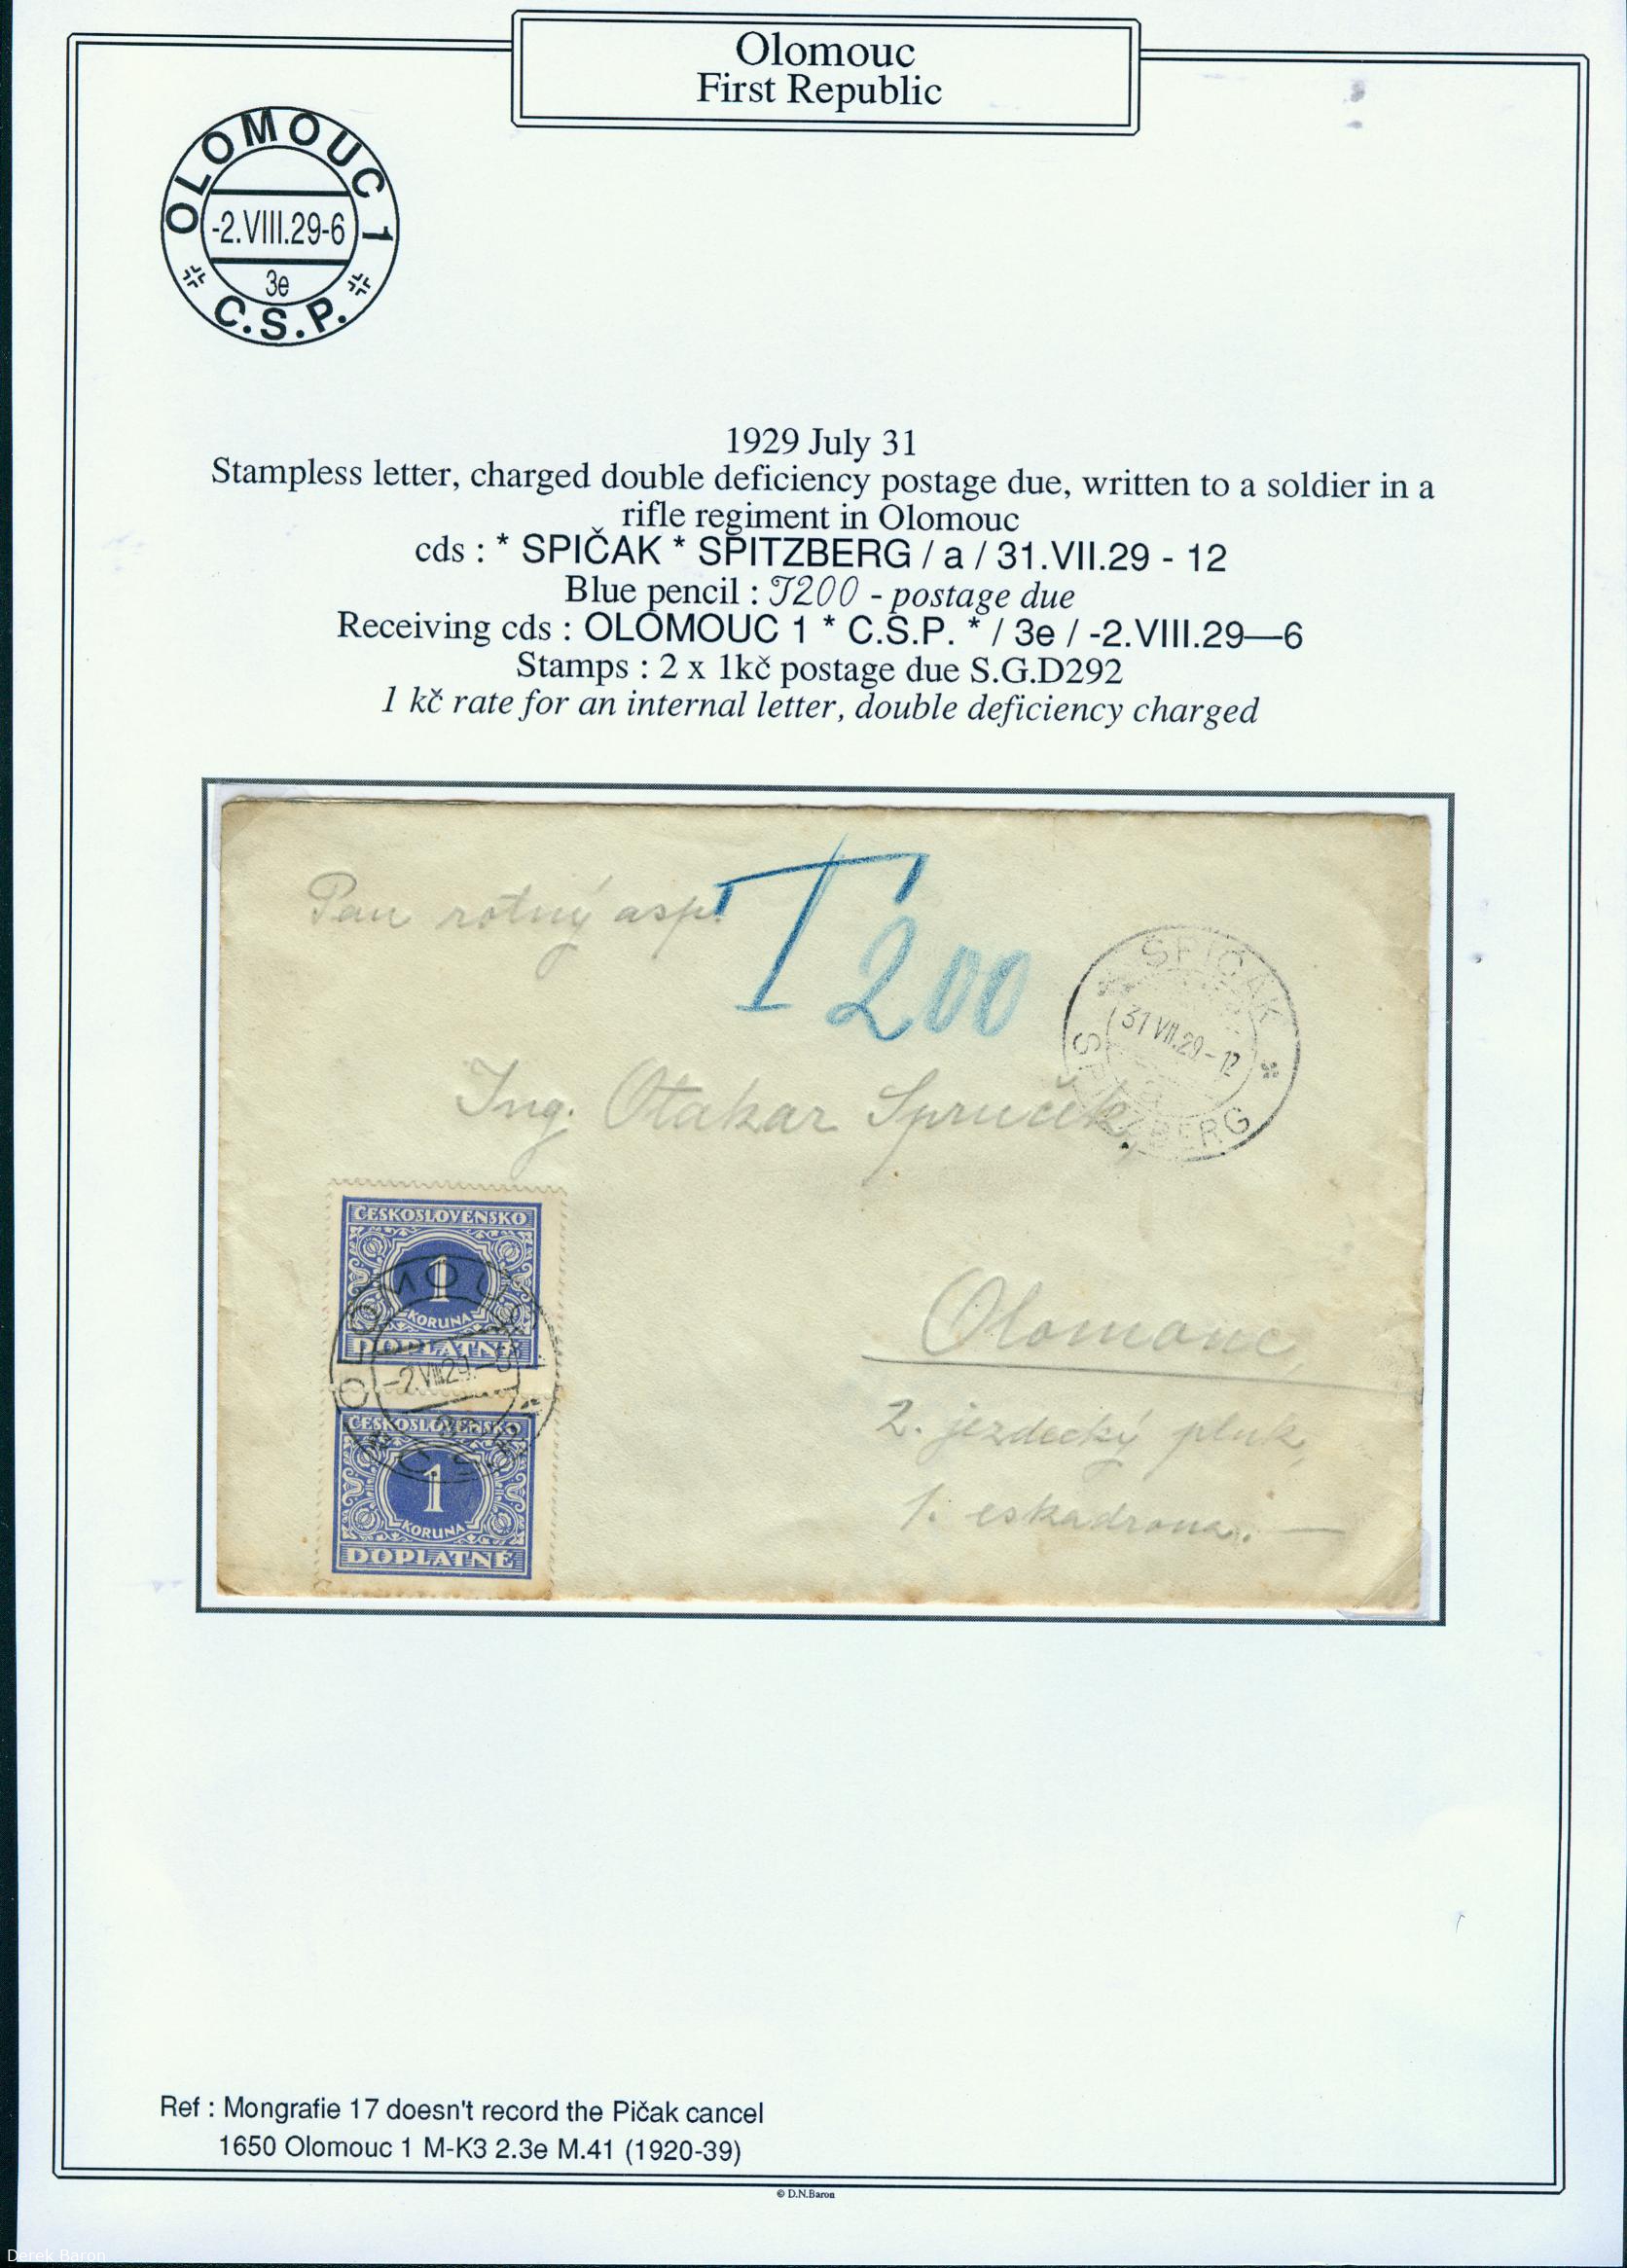 Olomouc
First Republic
OLOMOUC 1
-2.VIII.29-6
3e
* C.S.P. *
1929 July 31
Stampless letter, charged double deficiency postage due, written to a soldier in a
rifle regiment in Olomouc
cds : * SPIČAK * SPITZBERG / a / 31.VII.29 - 12
Blue pencil : T200 - postage due
Receiving cds : OLOMOUC 1 * C.S.P. * / 3e / -2.VIII.29—6
Stamps : 2 x 1kč postage due S.G.D292
1 kč rate for an internal letter, double deficiency charged
Pan rotný asp.
T 200
SPIČAK *
31 VII.29-12
SPITZBERG
Ing. Otakar
ČESKOSLOVENSKO
1
KORUNA
DOPLATNÉ
-2.VIII.29.-6
Olomouc,
ČESKOSLOVENSKO
1
KORUNA
DOPLATNÉ
2. jezdecký pluk,
1. eskadrona.—
Ref : Mongrafie 17 doesn't record the Pičak cancel
1650 Olomouc 1 M-K3 2.3e M.41 (1920-39)
© D.N.Baron
Derek Baron